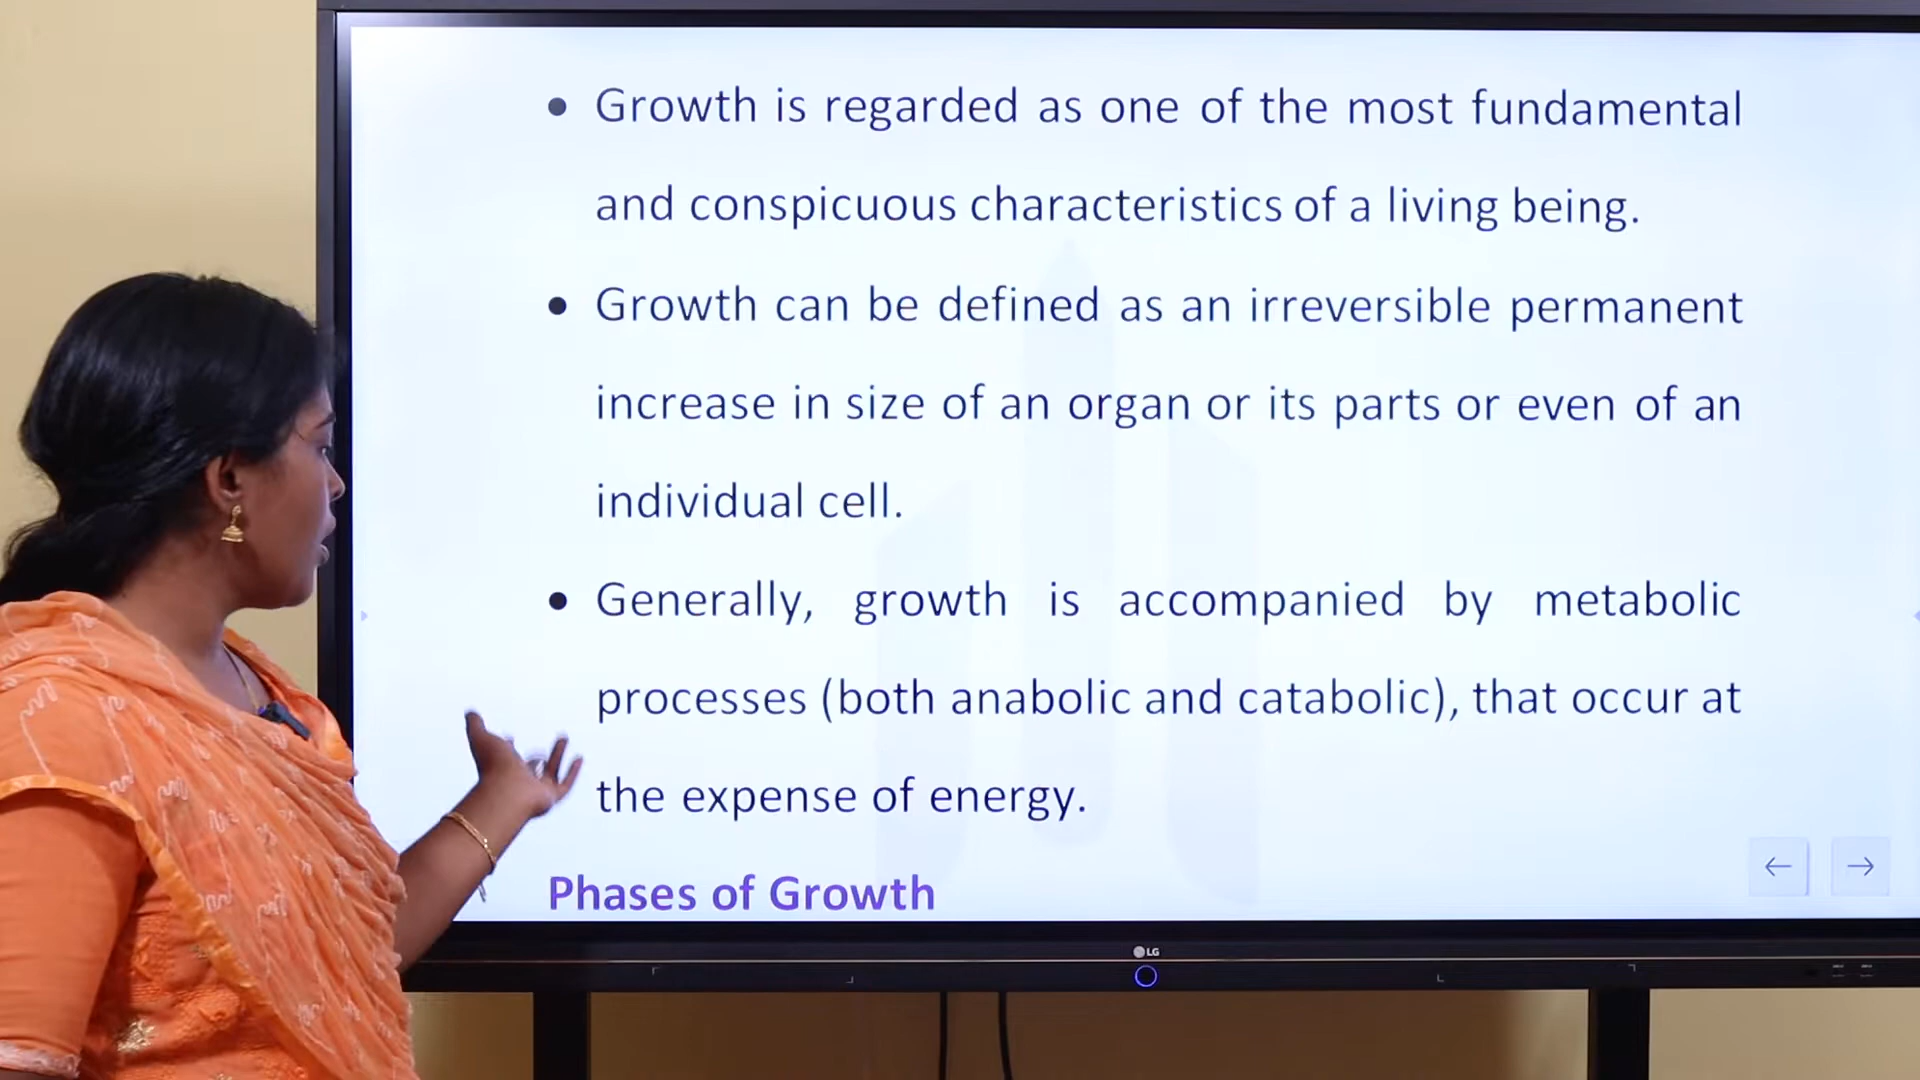 • Growth is regarded as one of the most fundamental
and conspicuous characteristics of a living being.
• Growth can be defined as an irreversible permanent
increase in size of an organ or its parts or even of an
individual cell.
• Generally, growth is accompanied by metabolic
processes (both anabolic and catabolic), that occur at
the expense of energy.
Phases of Growth
LG